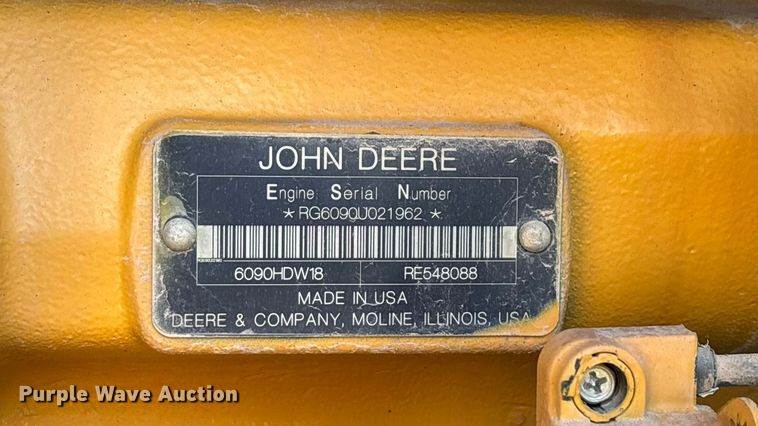 JOHN DEERE
Engine Serial Number
* RG6090U021962 *
6090HDW18 RE548088
MADE IN USA
DEERE & COMPANY, MOLINE, ILLINOIS, USA
Purple Wave Auction